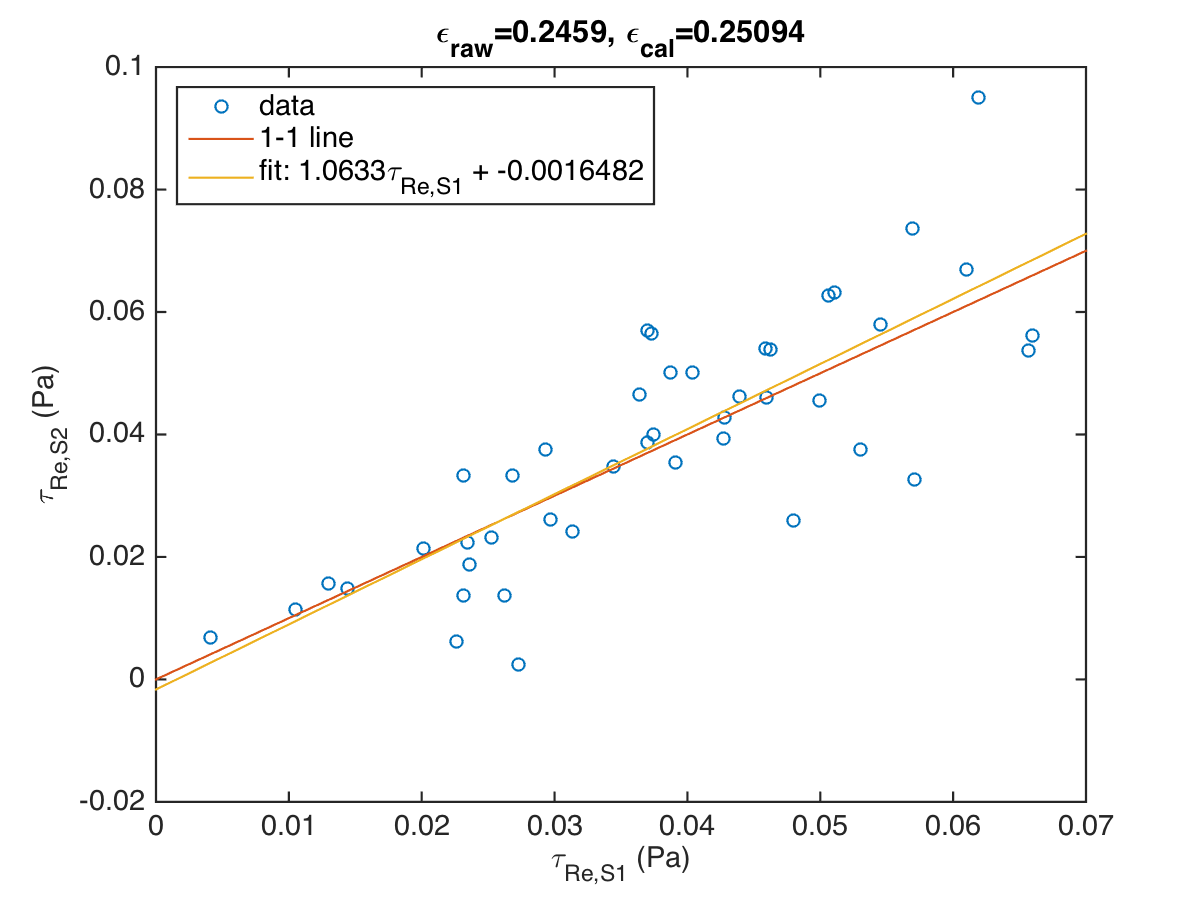 ϵraw=0.2459, ϵcal=0.25094
0.1
0.08
0.06
0.04
0.02
0
-0.02
data
1-1 line
fit: 1.0633τRe,S1 + -0.0016482
τRe,S2 (Pa)
0 0.01 0.02 0.03 0.04 0.05 0.06 0.07
τRe,S1 (Pa)